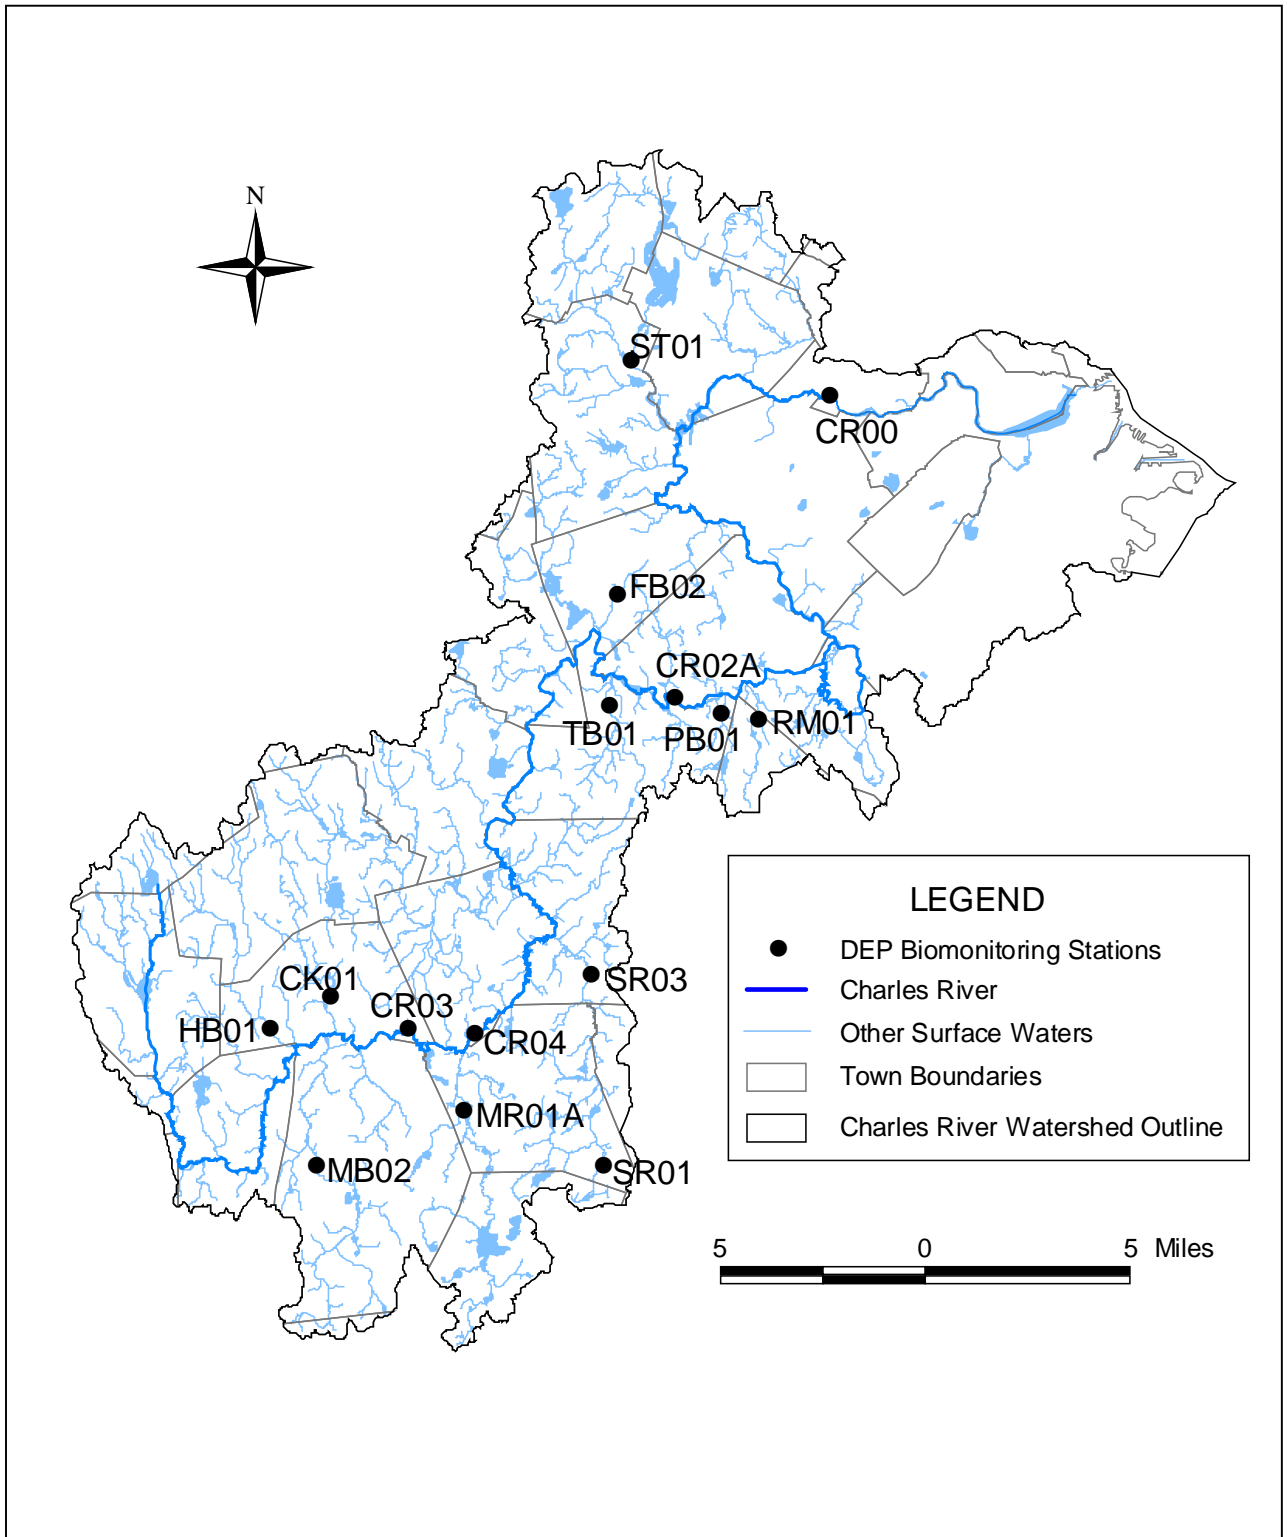 N
ST01
CR00
FB02
CR02A
TB01
PB01
RM01
LEGEND
DEP Biomonitoring Stations
Charles River
Other Surface Waters
Town Boundaries
Charles River Watershed Outline
SR03
CK01
CR03
HB01
CR04
MR01A
MB02
SR01
5 0 5 Miles